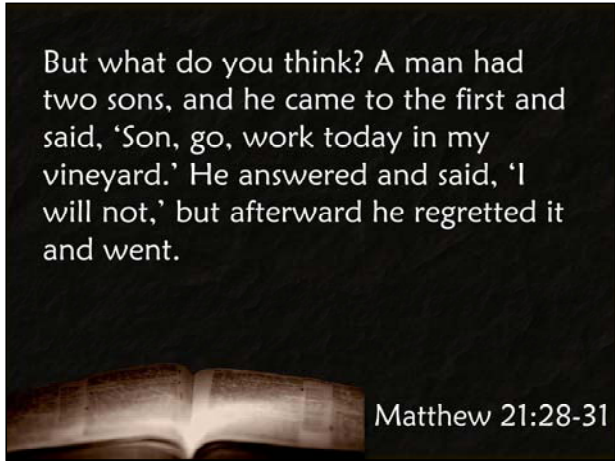 But what do you think? A man had
two sons, and he came to the first and
said, ‘Son, go, work today in my
vineyard.’ He answered and said, ‘I
will not,’ but afterward he regretted it
and went.
Matthew 21:28-31